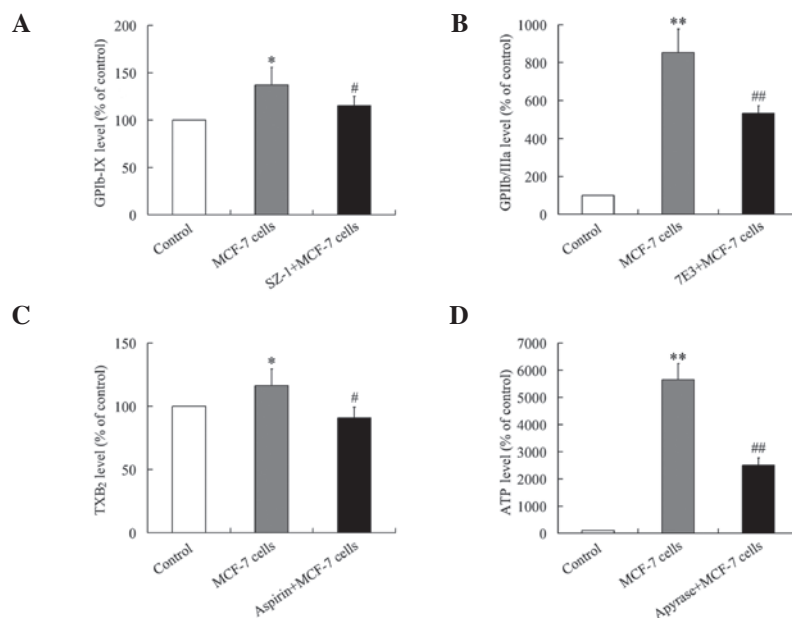 A
GPIb-IX level (% of control)
200
150
100
50
0
*
#
Control
MCF-7 cells
SZ-1+MCF-7 cells
B
GPIIb/IIIa level (% of control)
1000
800
600
400
200
0
**
##
Control
MCF-7 cells
7E3+MCF-7 cells
C
TXB₂ level (% of control)
150
100
50
0
*
#
Control
MCF-7 cells
Aspirin+MCF-7 cells
D
ATP level (% of control)
7000
6000
5000
4000
3000
2000
1000
0
**
##
Control
MCF-7 cells
Apyrase+MCF-7 cells